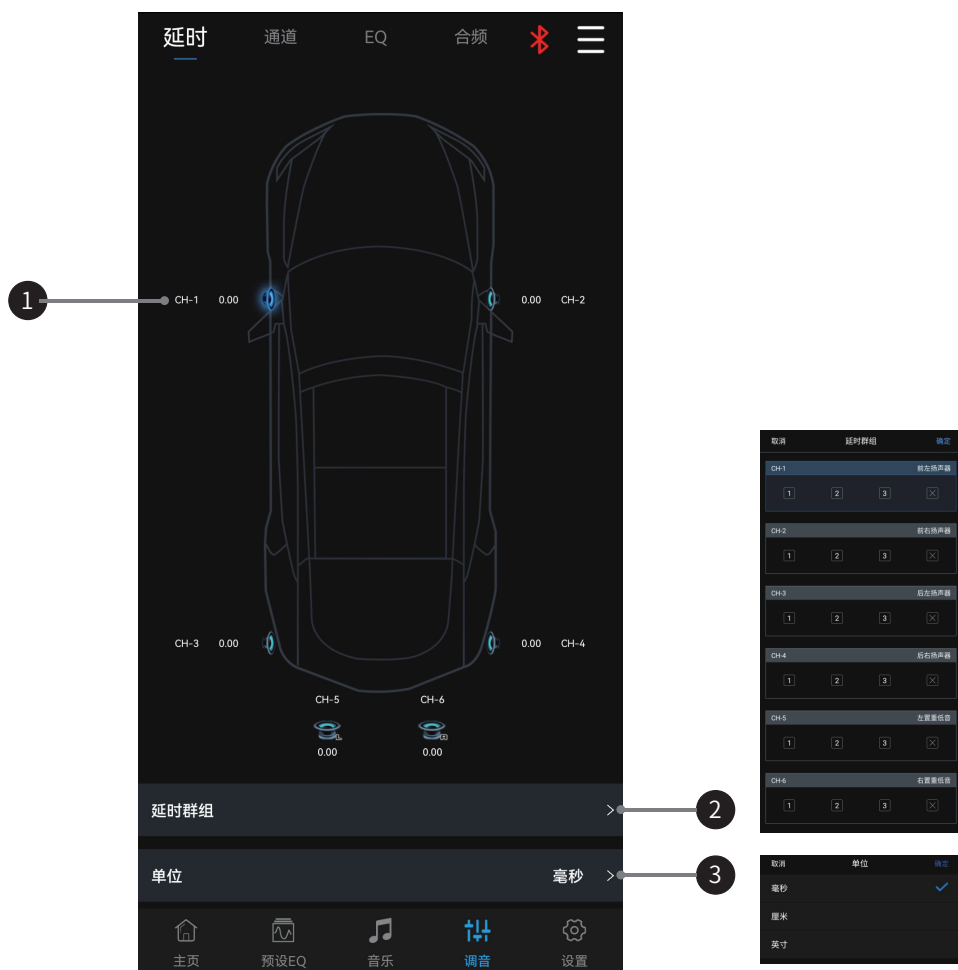 延时 通道 EQ 合频
1
CH-1 0.00 0.00 CH-2
CH-3 0.00 0.00 CH-4
CH-5 CH-6
L R
0.00 0.00
延时群组 > 2
单位 毫秒 > 3
主页 预设EQ 音乐 调音 设置
取消 延时群组 确定
CH-1 前左扬声器
1 2 3
CH-2 前右扬声器
1 2 3
CH-3 后左扬声器
1 2 3
CH-4 后右扬声器
1 2 3
CH-5 左置重低音
1 2 3
CH-6 右置重低音
1 2 3
取消 单位 确定
毫秒
厘米
英寸